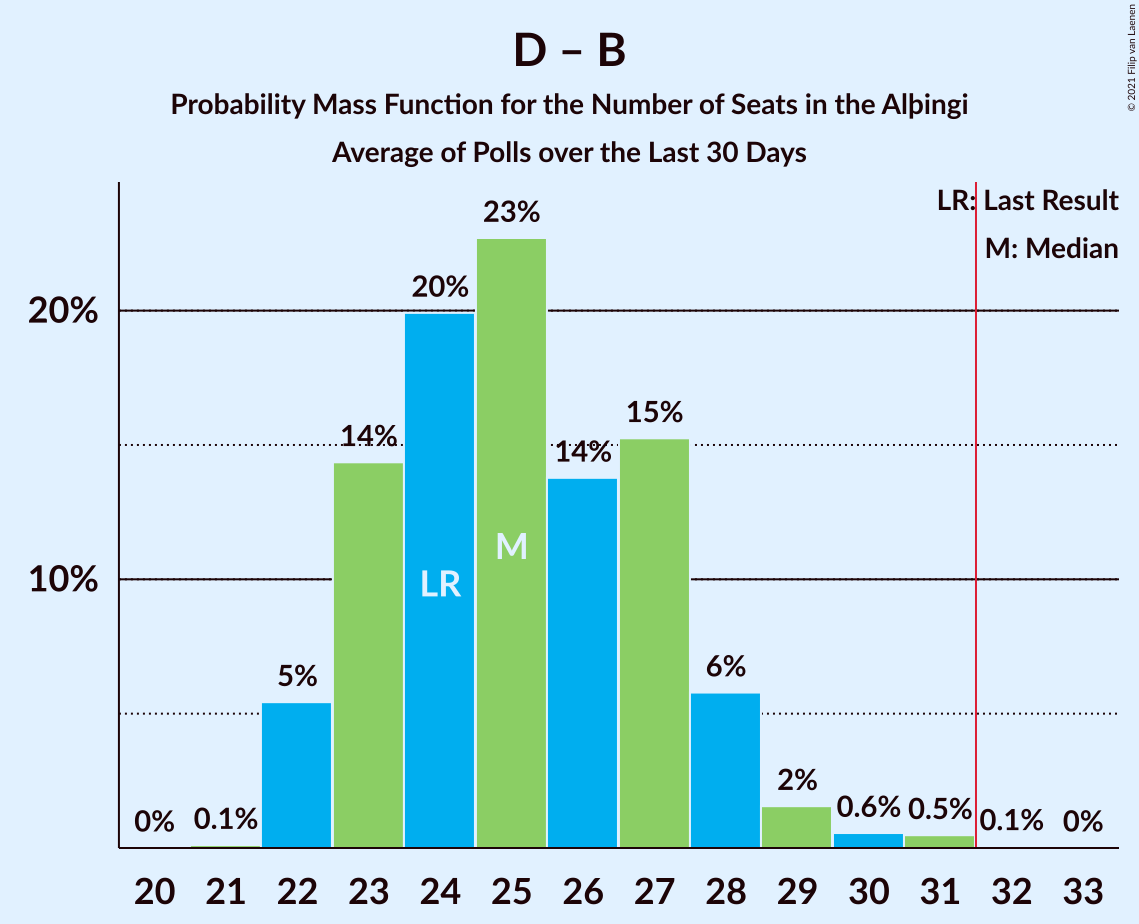 D – B
Probability Mass Function for the Number of Seats in the Alþingi
Average of Polls over the Last 30 Days
© 2021 Filip van Laenen
LR: Last Result
M: Median
20%
10%
0%
0.1%
5%
14%
20%
23%
14%
15%
6%
2%
0.6%
0.5%
0.1%
0%
LR
M
20 21 22 23 24 25 26 27 28 29 30 31 32 33